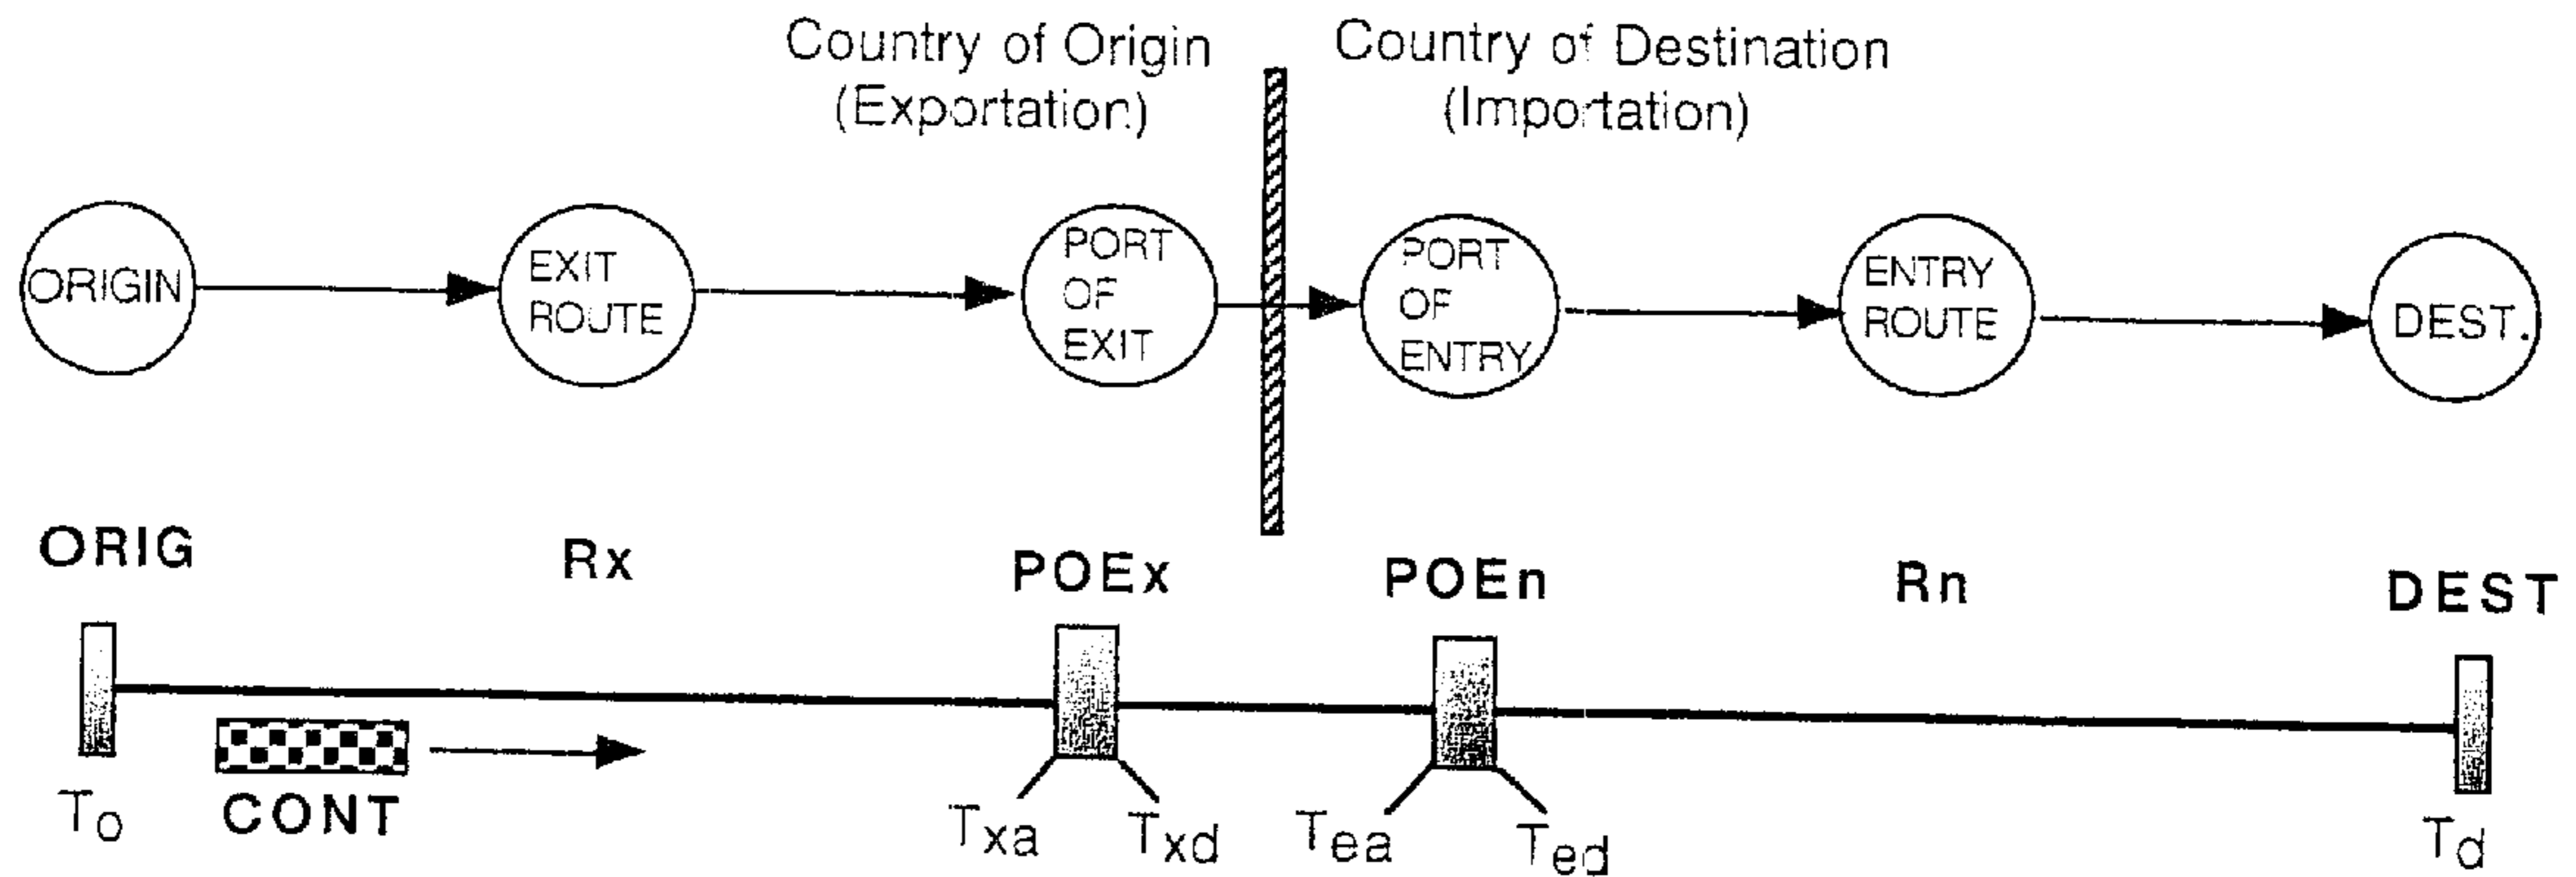 Country of Origin
(Exportation)
Country of Destination
(Importation)
ORIGIN
EXIT
ROUTE
PORT
OF
EXIT
PORT
OF
ENTRY
ENTRY
ROUTE
DEST.
ORIG
Rx
POEx
POEn
Rn
DEST
To
CONT
Txa
Txd
Tea
Ted
Td